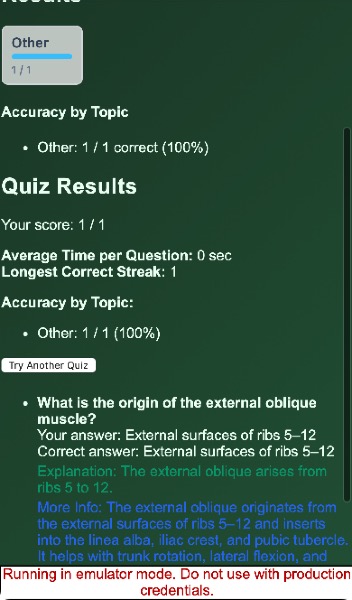 Results
Other
1 / 1
Accuracy by Topic
• Other: 1 / 1 correct (100%)
Quiz Results
Your score: 1 / 1
Average Time per Question: 0 sec
Longest Correct Streak: 1
Accuracy by Topic:
• Other: 1 / 1 (100%)
Try Another Quiz
• What is the origin of the external oblique
muscle?
Your answer: External surfaces of ribs 5–12
Correct answer: External surfaces of ribs 5–12
Explanation: The external oblique arises from
ribs 5 to 12.
More Info: The external oblique originates from
the external surfaces of ribs 5–12 and inserts
into the linea alba, iliac crest, and pubic tubercle.
It helps with trunk rotation, lateral flexion, and
Running in emulator mode. Do not use with production
credentials.